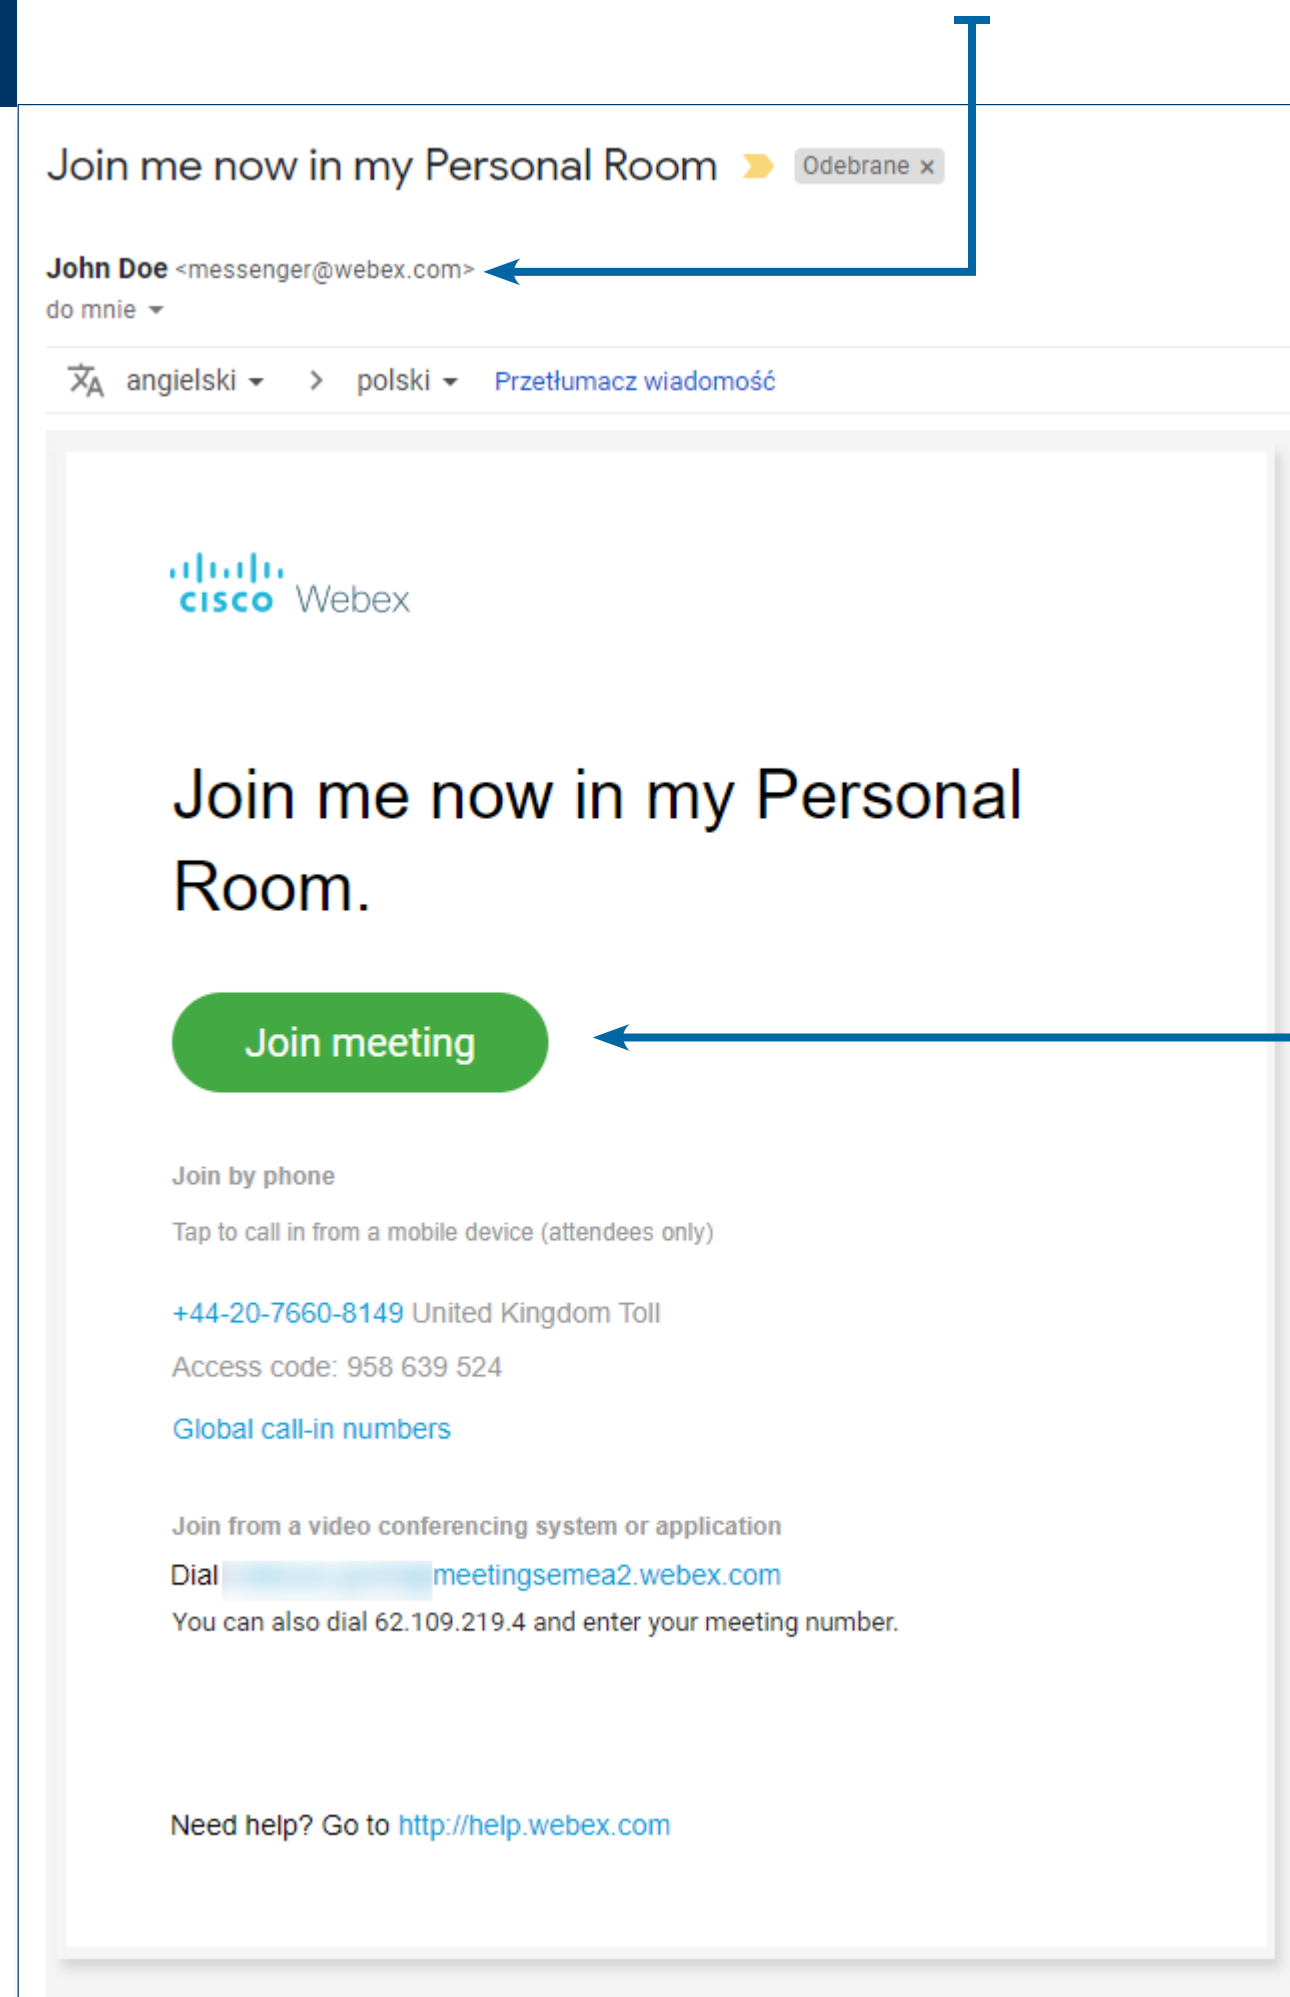 Join me now in my Personal Room Odebrane ×
John Doe <messenger@webex.com>
do mnie
angielski > polski Przetłumacz wiadomość
CISCO Webex
Join me now in my Personal
Room.
Join meeting
Join by phone
Tap to call in from a mobile device (attendees only)
+44-20-7660-8149 United Kingdom Toll
Access code: 958 639 524
Global call-in numbers
Join from a video conferencing system or application
Dial meetingsemea2.webex.com
You can also dial 62.109.219.4 and enter your meeting number.
Need help? Go to http://help.webex.com